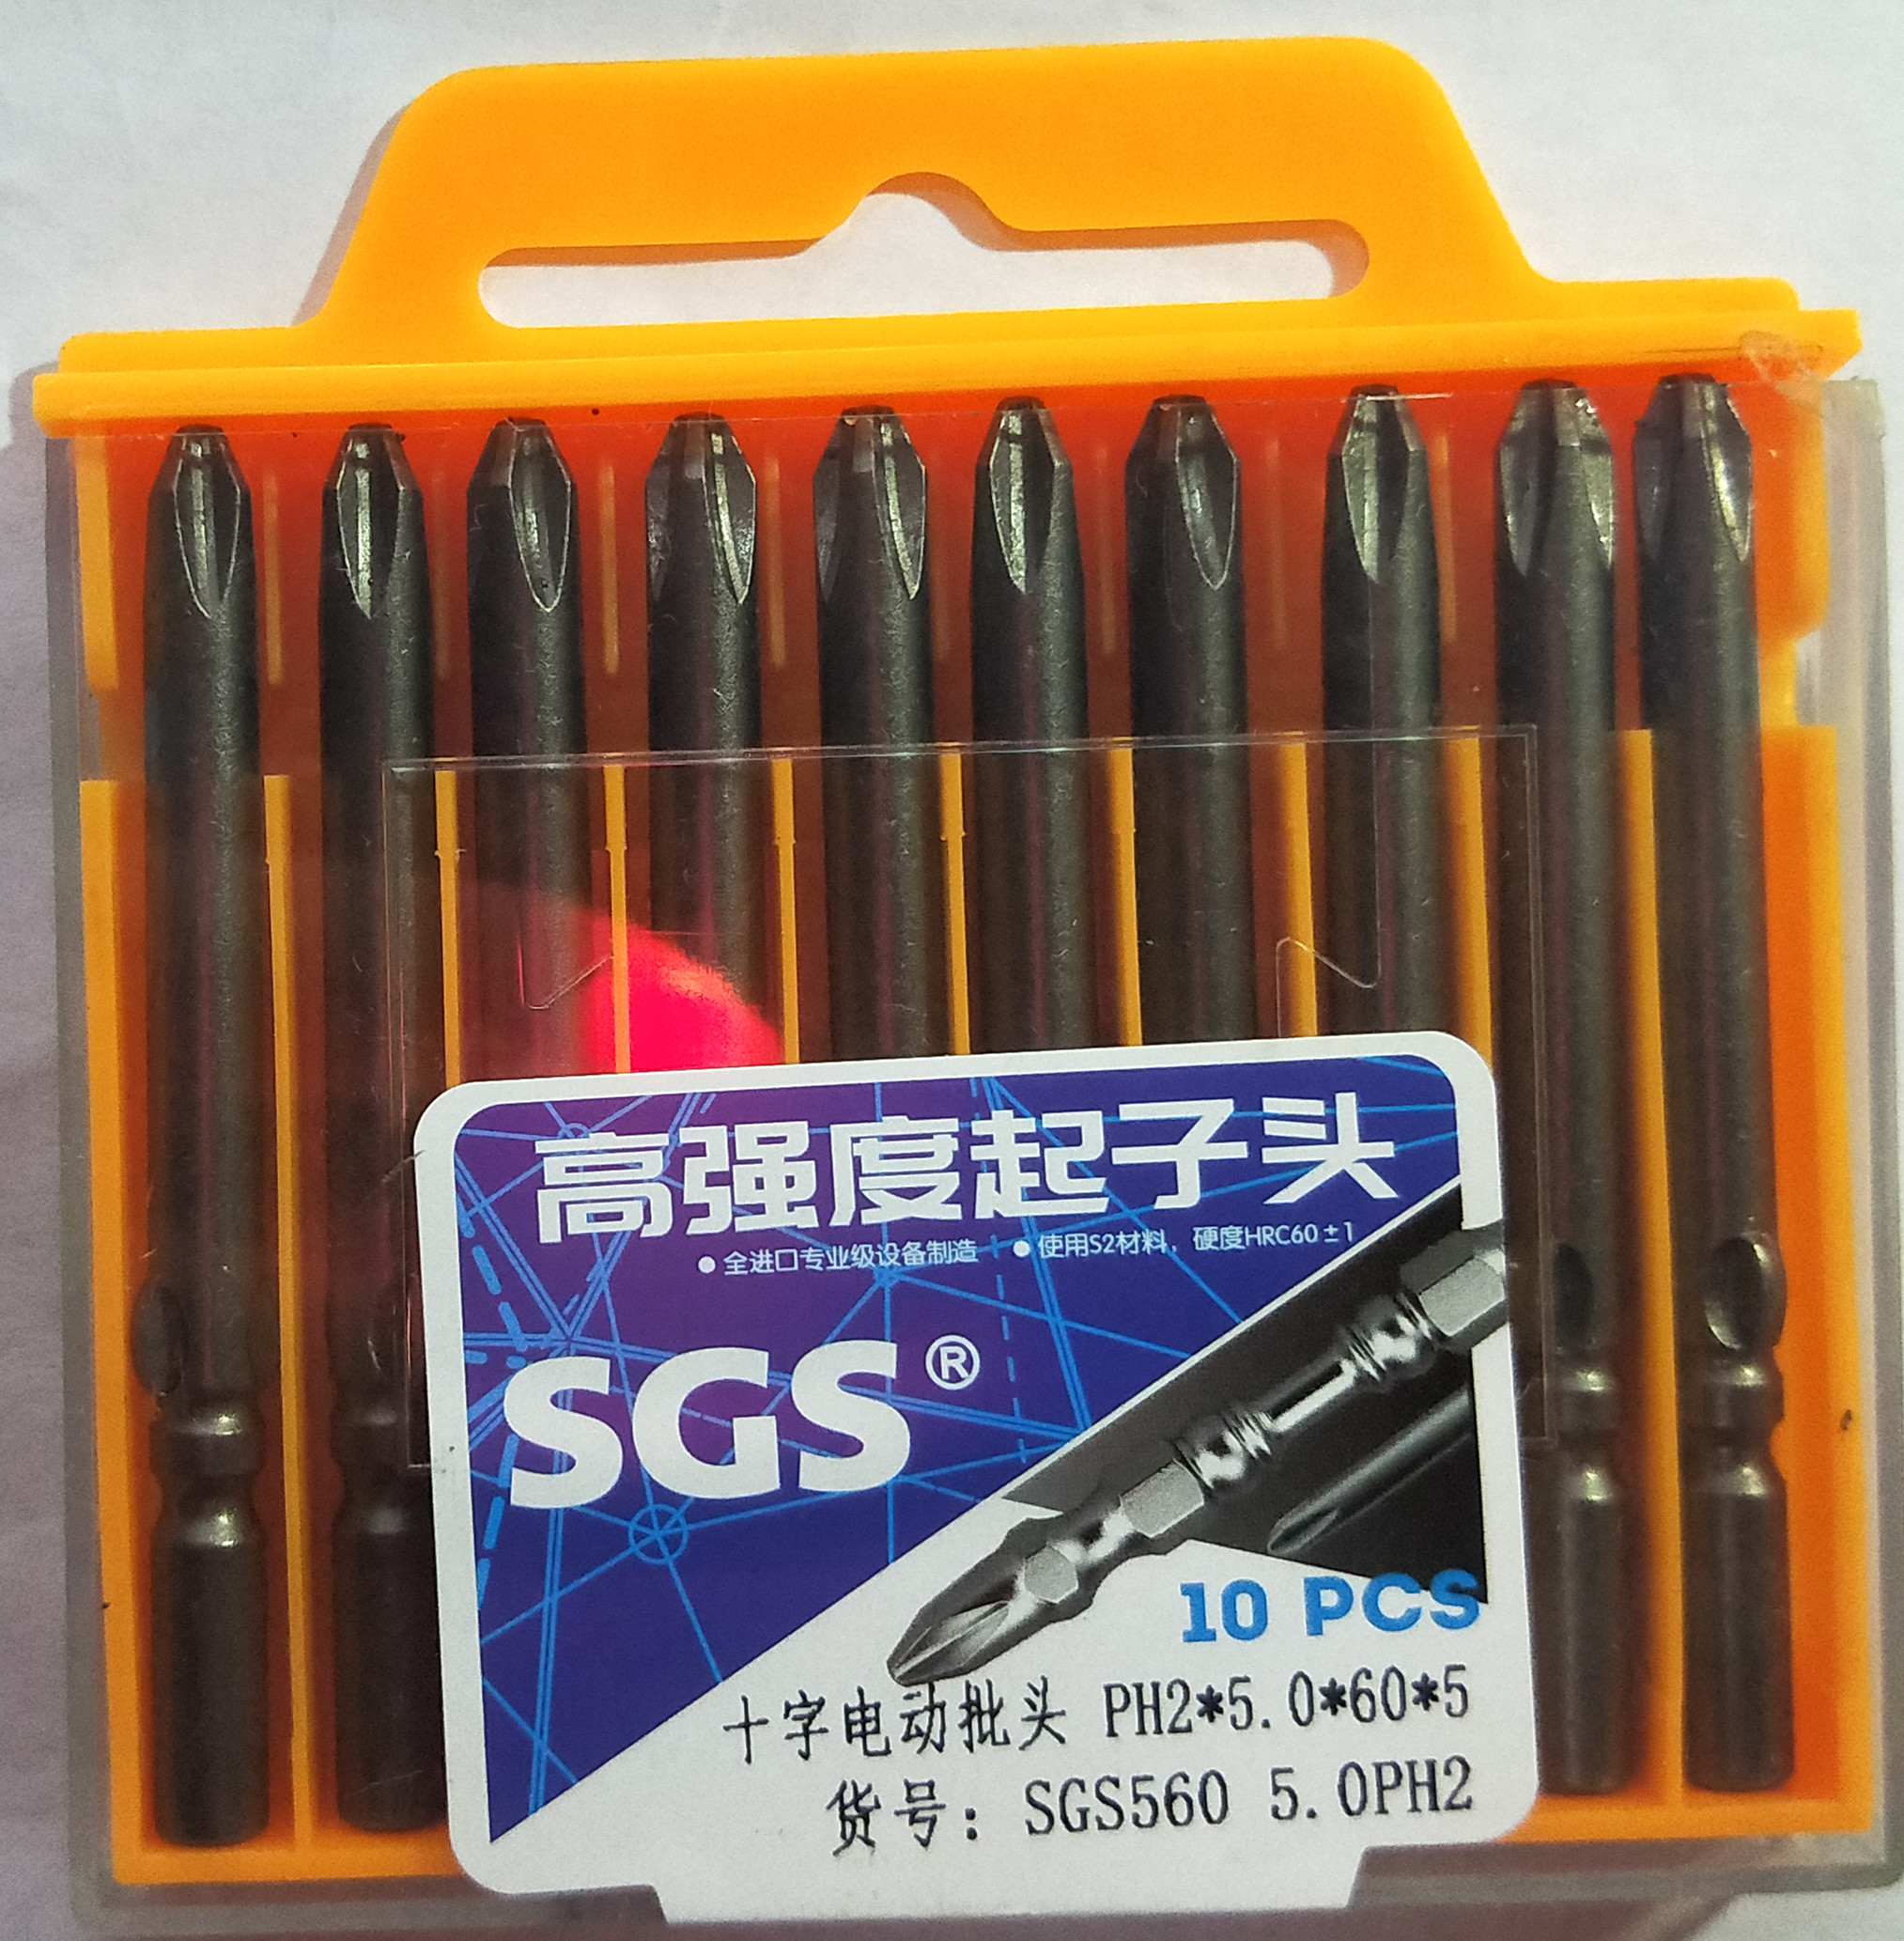 高强度起子头
●全进口专业级设备制造 ●使用S2材料，硬度HRC60±1
SGS®
10 PCS
十字电动批头 PH2*5.0*60*5
货号：SGS560 5.0PH2